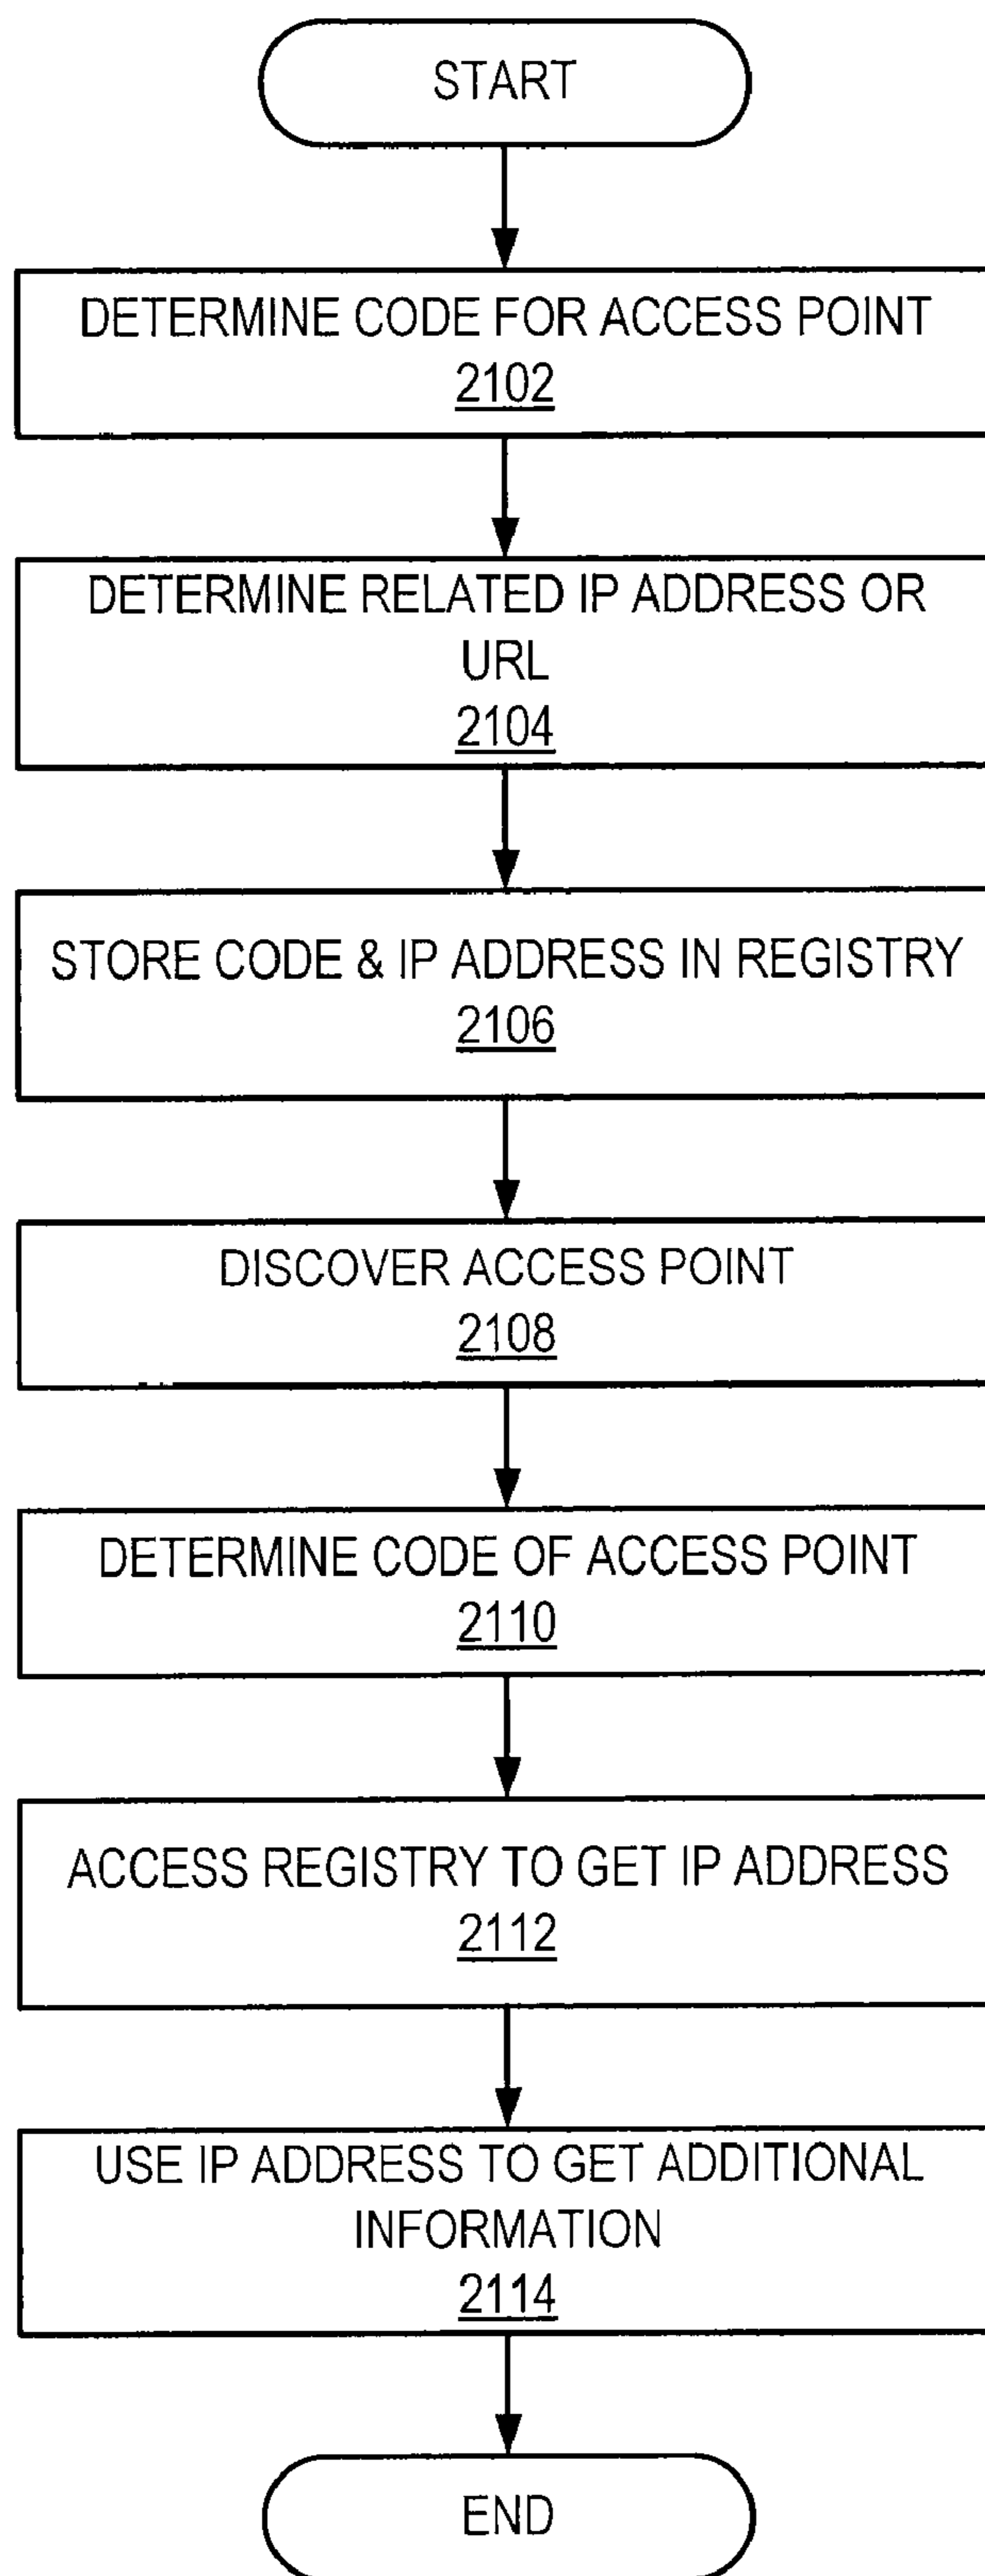 START
DETERMINE CODE FOR ACCESS POINT
2102
DETERMINE RELATED IP ADDRESS OR
URL
2104
STORE CODE & IP ADDRESS IN REGISTRY
2106
DISCOVER ACCESS POINT
2108
DETERMINE CODE OF ACCESS POINT
2110
ACCESS REGISTRY TO GET IP ADDRESS
2112
USE IP ADDRESS TO GET ADDITIONAL
INFORMATION
2114
END